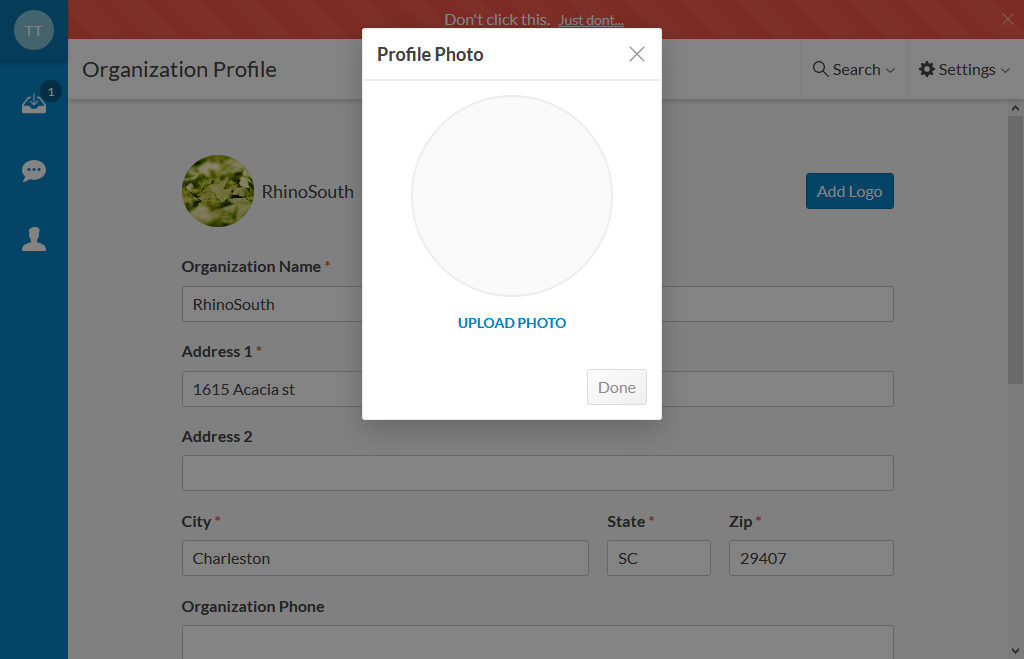 TT
Don't click this. Just dont...
1
Organization Profile
Search
Settings
Profile Photo
RhinoSouth
Add Logo
UPLOAD PHOTO
Done
Organization Name *
RhinoSouth
Address 1 *
1615 Acacia st
Address 2
City *
State *
Zip *
Charleston
SC
29407
Organization Phone